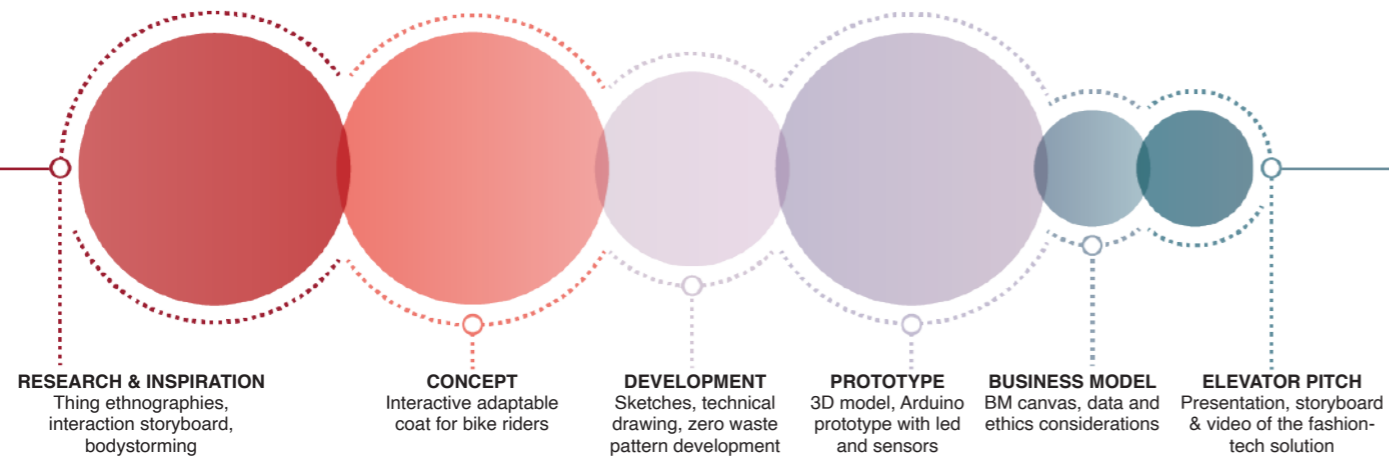 RESEARCH & INSPIRATION
Thing ethnographies,
interaction storyboard,
bodystorming
CONCEPT
Interactive adaptable
coat for bike riders
DEVELOPMENT
Sketches, technical
drawing, zero waste
pattern development
PROTOTYPE
3D model, Arduino
prototype with led
and sensors
BUSINESS MODEL
BM canvas, data and
ethics considerations
ELEVATOR PITCH
Presentation, storyboard
& video of the fashion-
tech solution